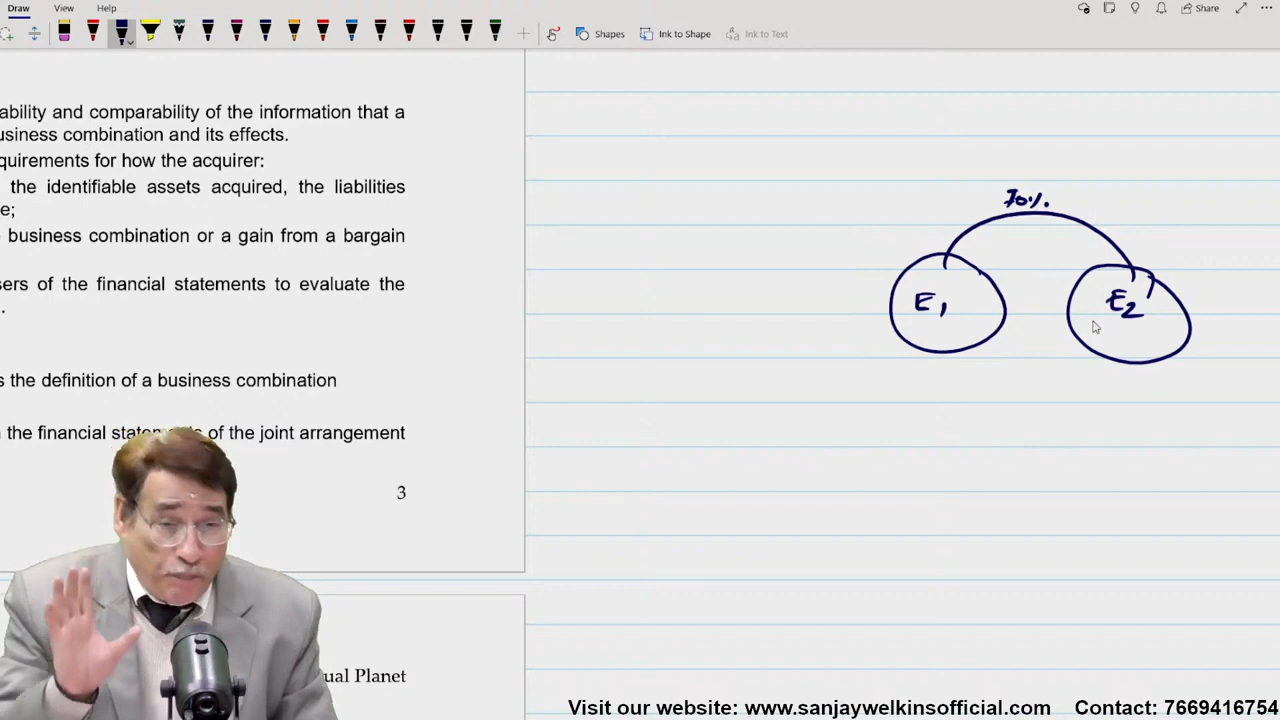 Draw View Help
Share
Shapes Ink to Shape Ink to Text
ability and comparability of the information that a
usiness combination and its effects.
quirements for how the acquirer:
the identifiable assets acquired, the liabilities
e;
business combination or a gain from a bargain
sers of the financial statements to evaluate the
.
s the definition of a business combination
the financial statements of the joint arrangement
3
70%.
E1
E2
ual Planet
Visit our website: www.sanjaywelkinsofficial.com Contact: 7669416754